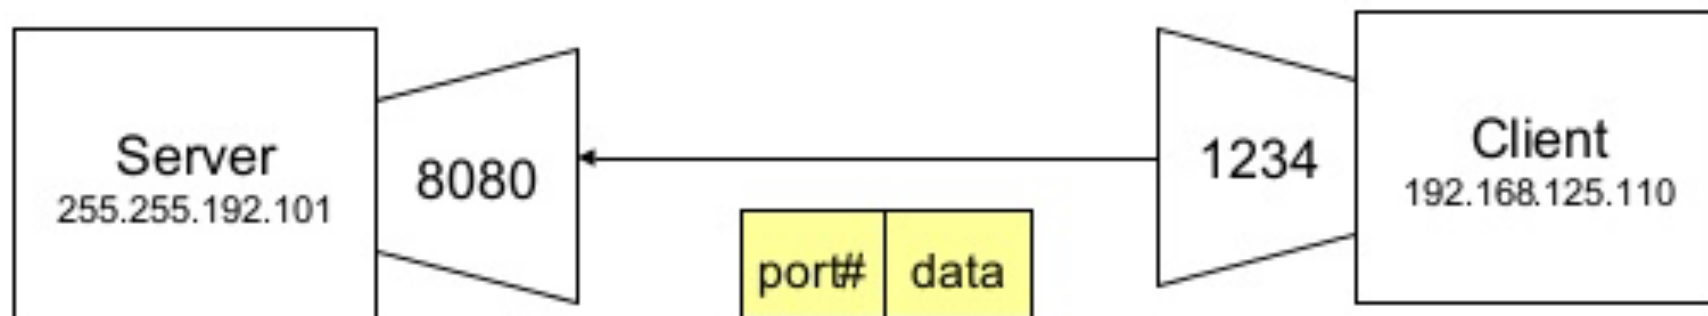 Server
255.255.192.101
8080
1234
Client
192.168.125.110
port#
data